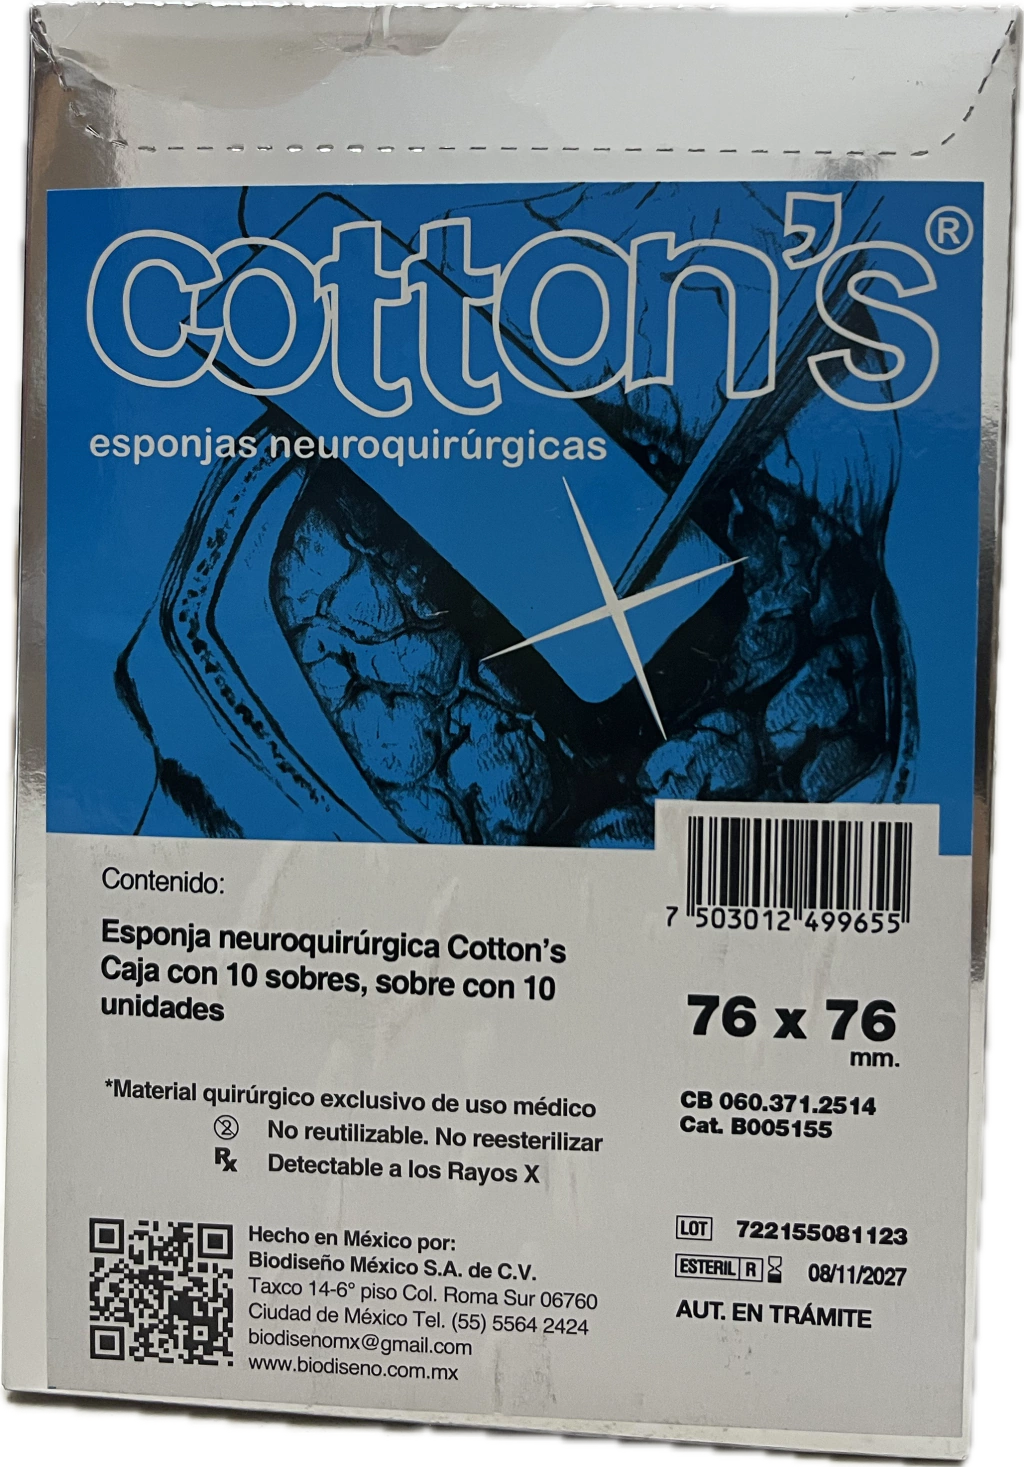 cotton's®
esponjas neuroquirúrgicas
Contenido:
Esponja neuroquirúrgica Cotton's
Caja con 10 sobres, sobre con 10
unidades
*Material quirúrgico exclusivo de uso médico
2 No reutilizable. No reesterilizar
Rx Detectable a los Rayos X
Hecho en México por:
Biodiseño México S.A. de C.V.
Taxco 14-6° piso Col. Roma Sur 06760
Ciudad de México Tel. (55) 5564 2424
biodisenomx@gmail.com
www.biodiseno.com.mx
7 503012 499655
76 x 76
mm.
CB 060.371.2514
Cat. B005155
LOT 722155081123
ESTERIL R 08/11/2027
AUT. EN TRÁMITE